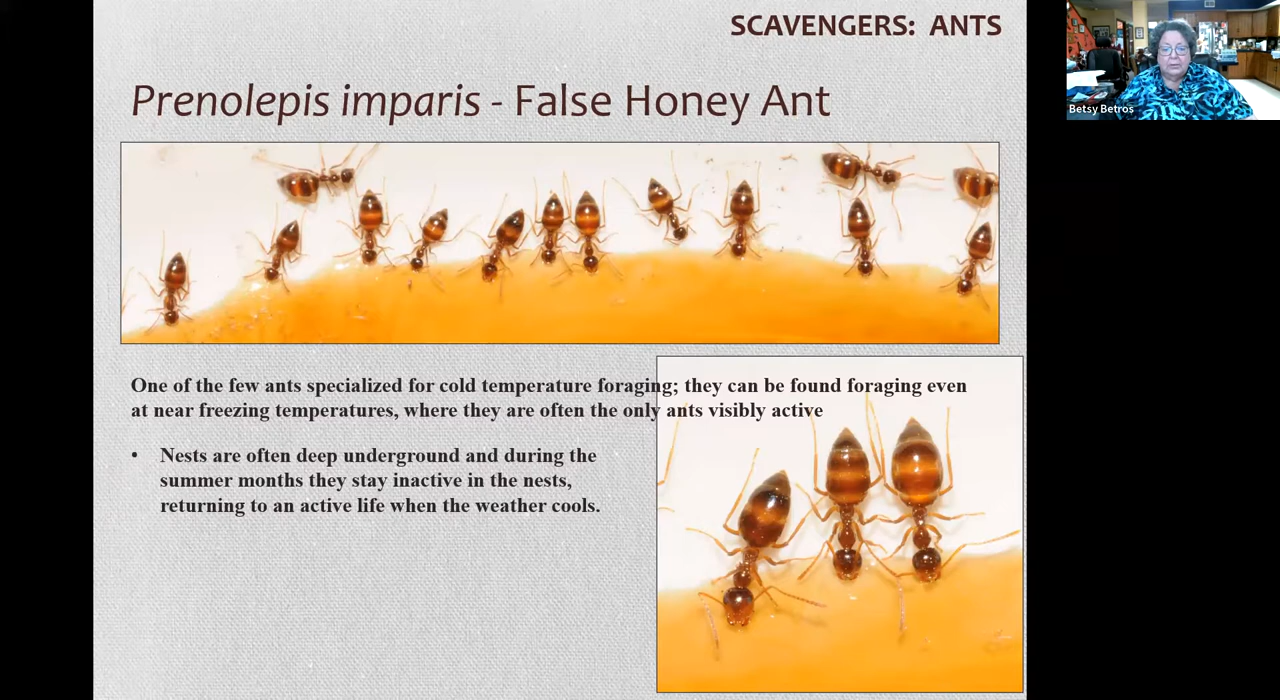 SCAVENGERS: ANTS
Betsy Betros
Prenolepis imparis - False Honey Ant
One of the few ants specialized for cold temperature foraging; they can be found foraging even
at near freezing temperatures, where they are often the only ants visibly active
• Nests are often deep underground and during the
summer months they stay inactive in the nests,
returning to an active life when the weather cools.